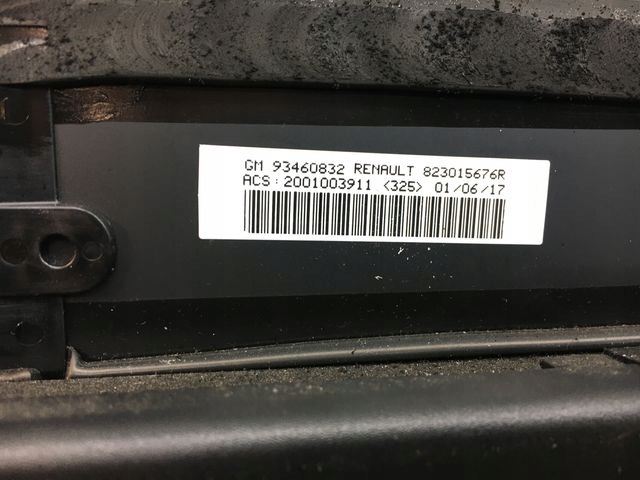 GM 93460832 RENAULT 823015676R
ACS:2001003911 <325> 01/06/17